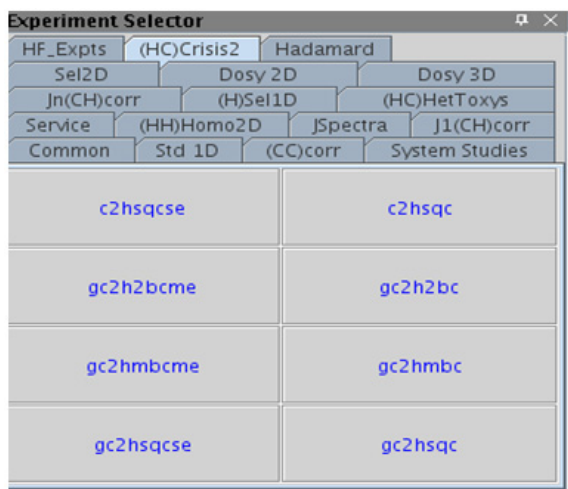 Experiment Selector
HF_Expts (HC)Crisis2 Hadamard
Sel2D Dosy 2D Dosy 3D
Jn(CH)corr (H)Sel1D (HC)HetToxys
Service (HH)Homo2D JSpectra J1(CH)corr
Common Std 1D (CC)corr System Studies
c2hsqcse c2hsqc
gc2h2bcme gc2h2bc
gc2hmbcme gc2hmbc
gc2hsqcse gc2hsqc